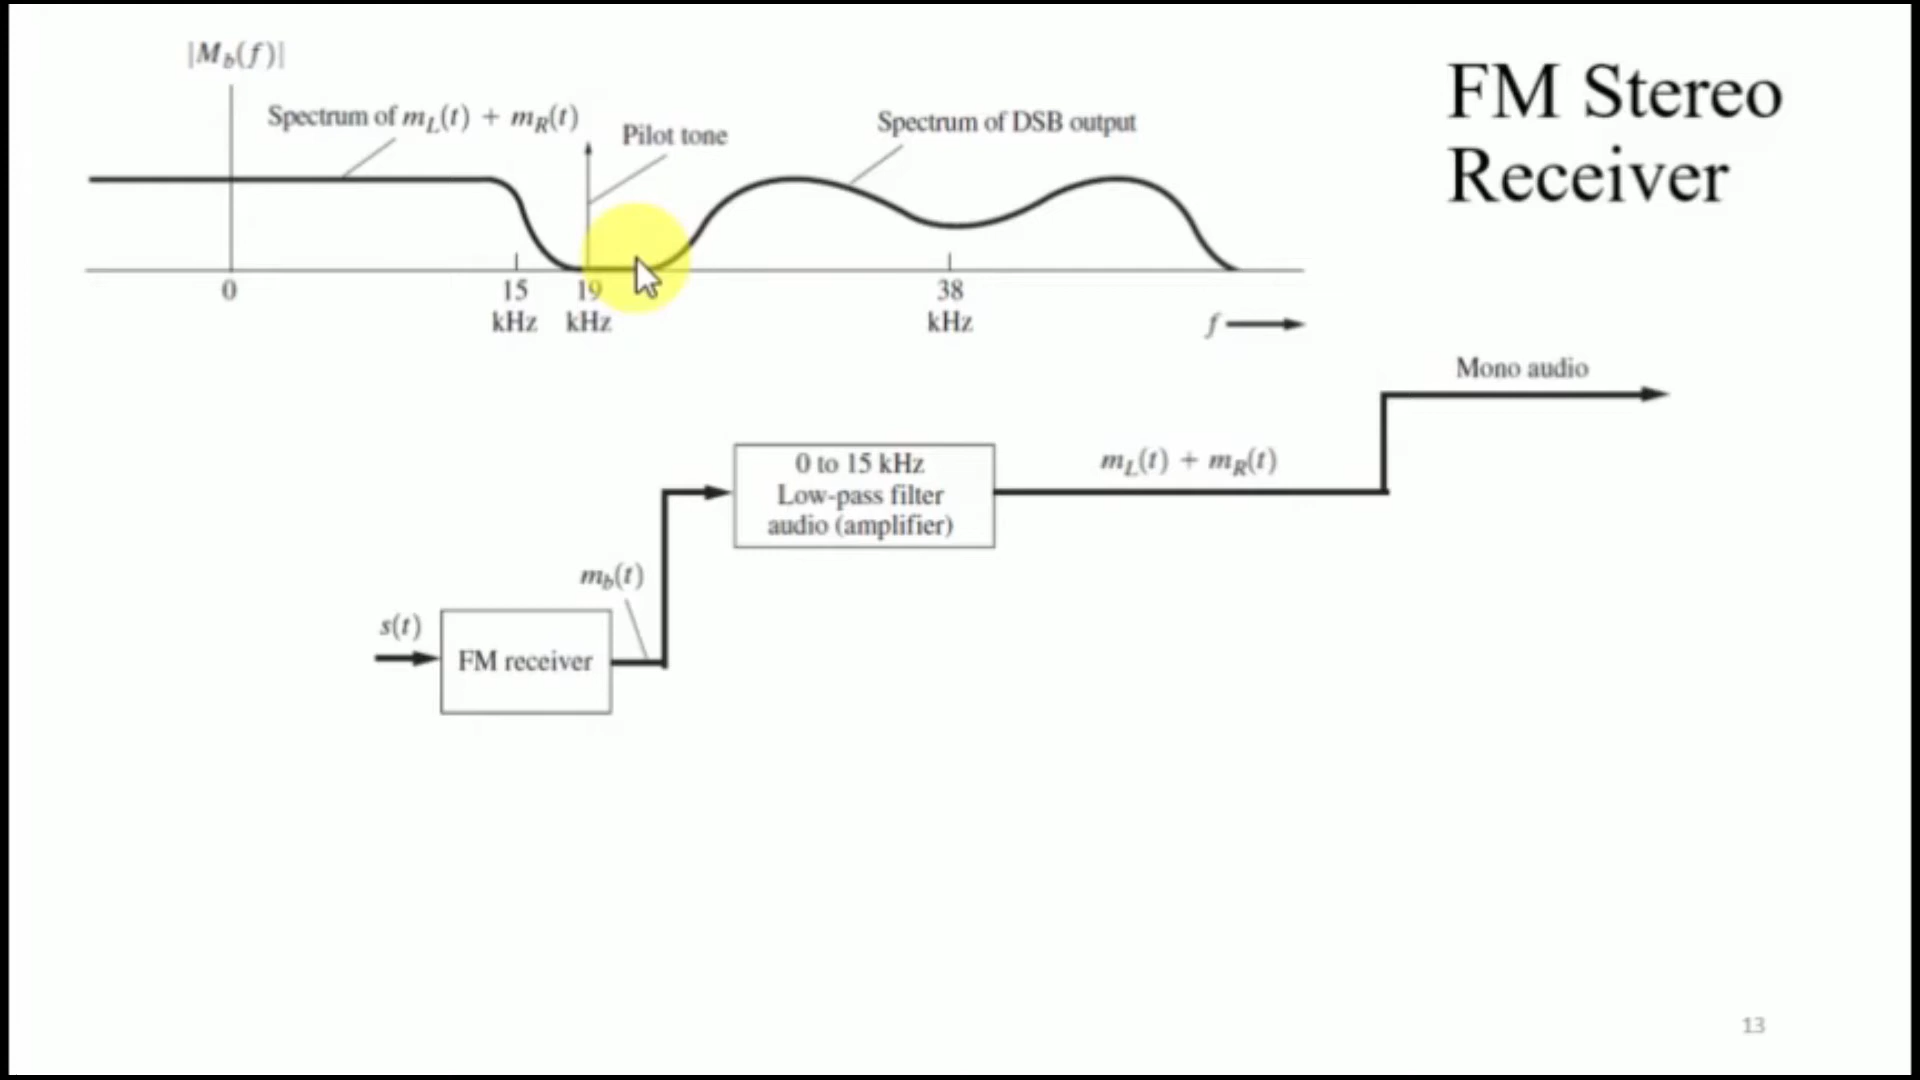 |M_b(f)|
Spectrum of m_L(t) + m_R(t)
Pilot tone
Spectrum of DSB output
FM Stereo
Receiver
0
15
kHz
19
kHz
38
kHz
f
Mono audio
0 to 15 kHz
Low-pass filter
audio (amplifier)
m_L(t) + m_R(t)
m_b(t)
s(t)
FM receiver
13